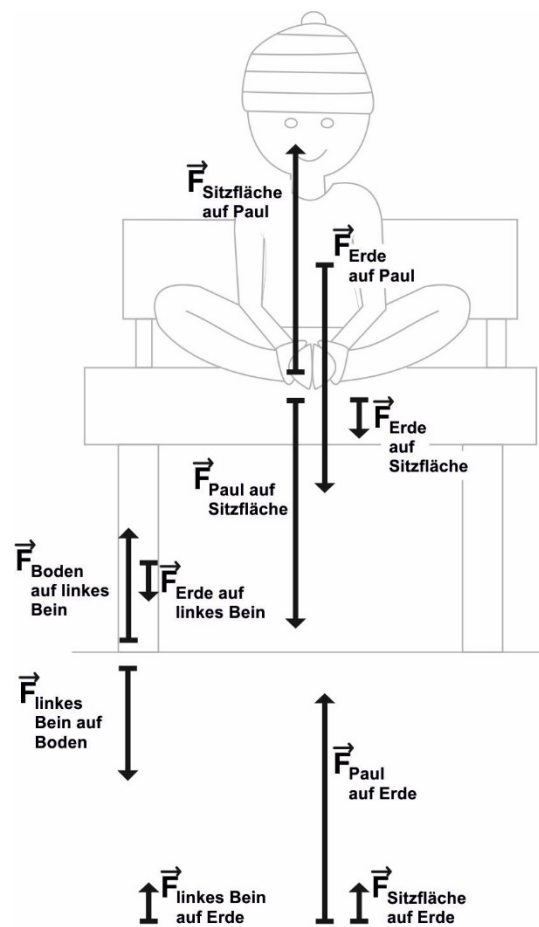 F Sitzfläche
auf Paul
F Erde
auf Paul
F Erde
auf
Sitzfläche
F Paul auf
Sitzfläche
F Boden
auf linkes
Bein
F Erde auf
linkes Bein
F linkes
Bein auf
Boden
F Paul
auf Erde
F linkes Bein
auf Erde
F Sitzfläche
auf Erde